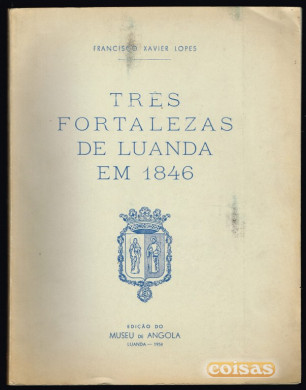 FRANCISCO XAVIER LOPES
TRÊS
FORTALEZAS
DE LUANDA
EM 1846
EDIÇÃO DO
MUSEU DE ANGOLA
LUANDA — 1954
coisas